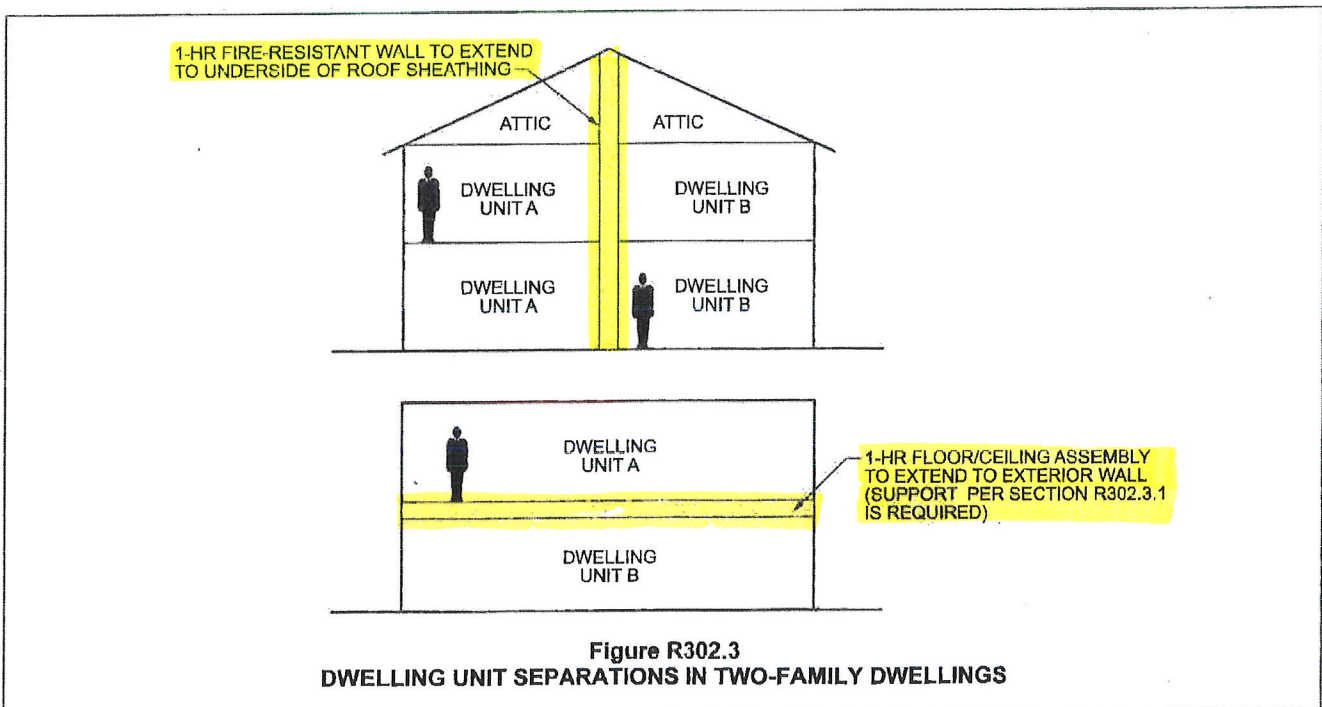 1-HR FIRE-RESISTANT WALL TO EXTEND
TO UNDERSIDE OF ROOF SHEATHING
ATTIC
ATTIC
DWELLING
UNIT A
DWELLING
UNIT B
DWELLING
UNIT A
DWELLING
UNIT B
DWELLING
UNIT A
1-HR FLOOR/CEILING ASSEMBLY
TO EXTEND TO EXTERIOR WALL
(SUPPORT PER SECTION R302.3.1
IS REQUIRED)
DWELLING
UNIT B
Figure R302.3
DWELLING UNIT SEPARATIONS IN TWO-FAMILY DWELLINGS